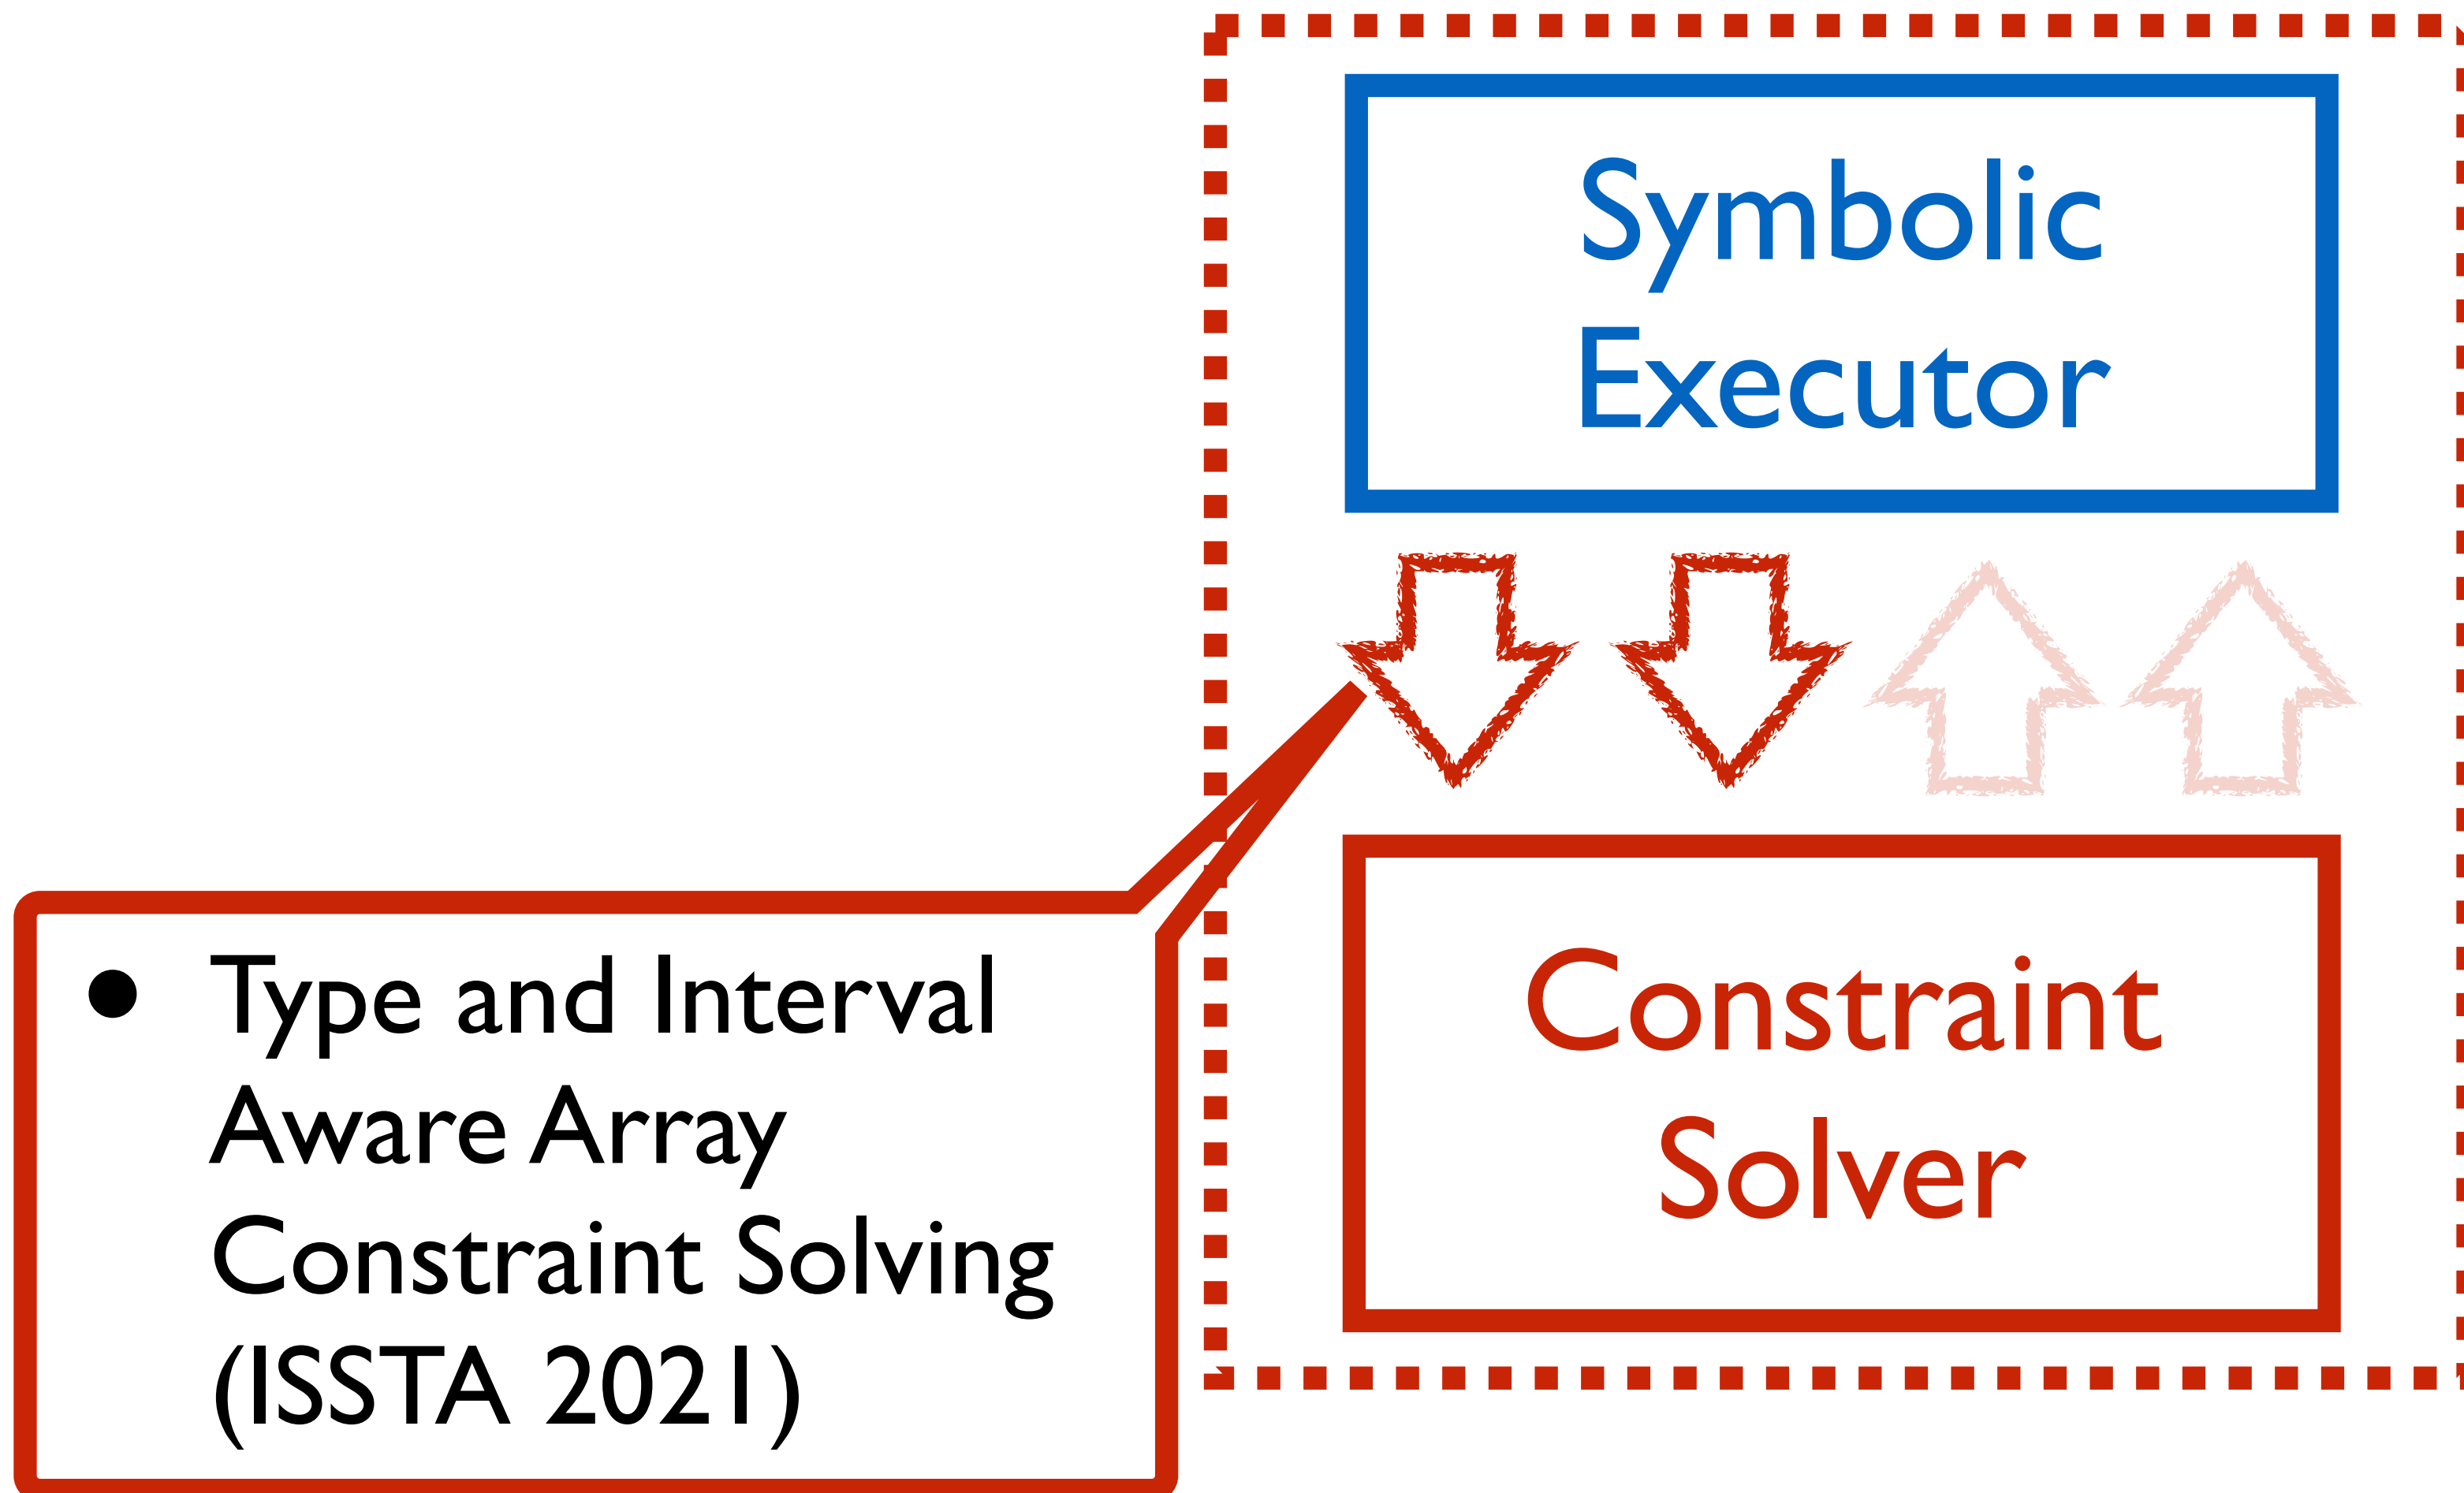 Symbolic
Executor
Constraint
Solver
• Type and Interval
Aware Array
Constraint Solving
(ISSTA 2021)